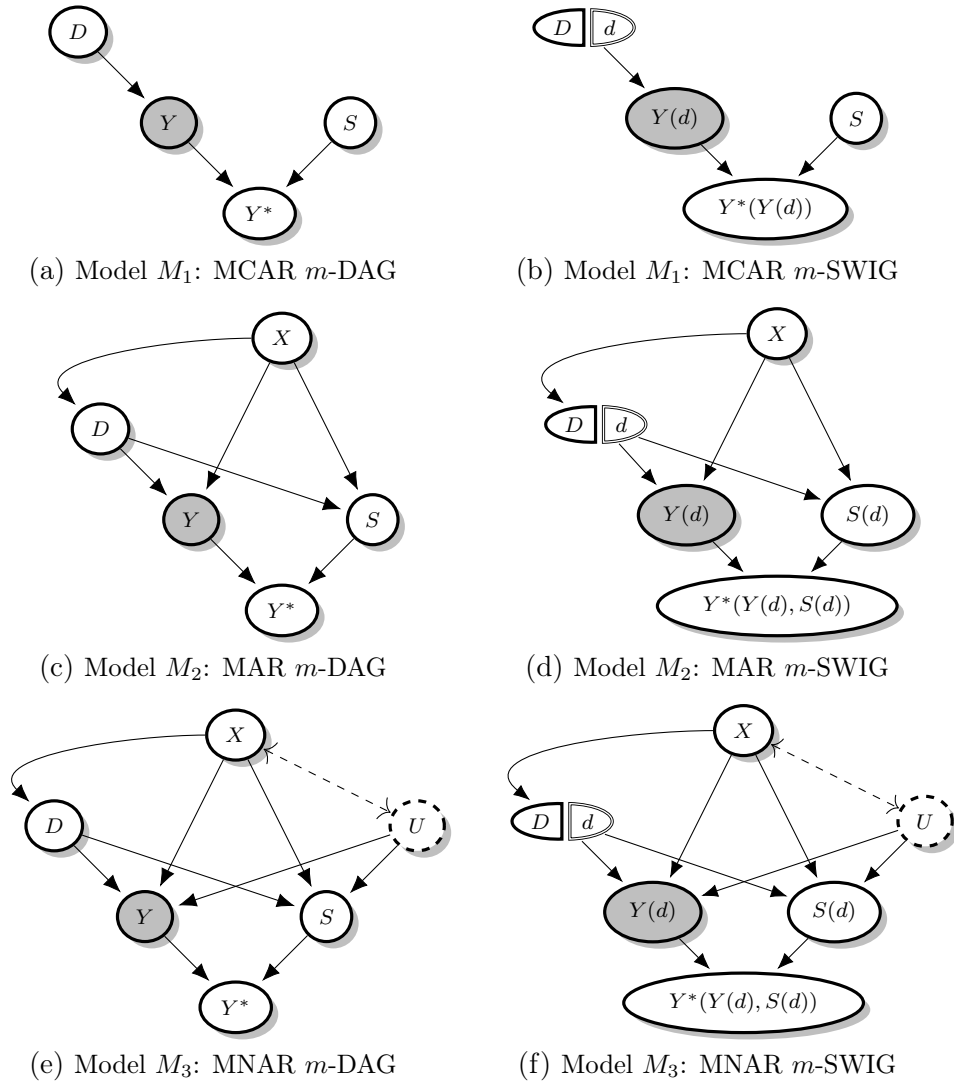 D
Y
S
Y*
(a) Model M₁: MCAR m-DAG
D d
Y(d)
S
Y*(Y(d))
(b) Model M₁: MCAR m-SWIG
X
D
Y
S
Y*
(c) Model M₂: MAR m-DAG
X
D d
Y(d)
S(d)
Y*(Y(d), S(d))
(d) Model M₂: MAR m-SWIG
X
D
U
Y
S
Y*
(e) Model M₃: MNAR m-DAG
X
D d
U
Y(d)
S(d)
Y*(Y(d), S(d))
(f) Model M₃: MNAR m-SWIG